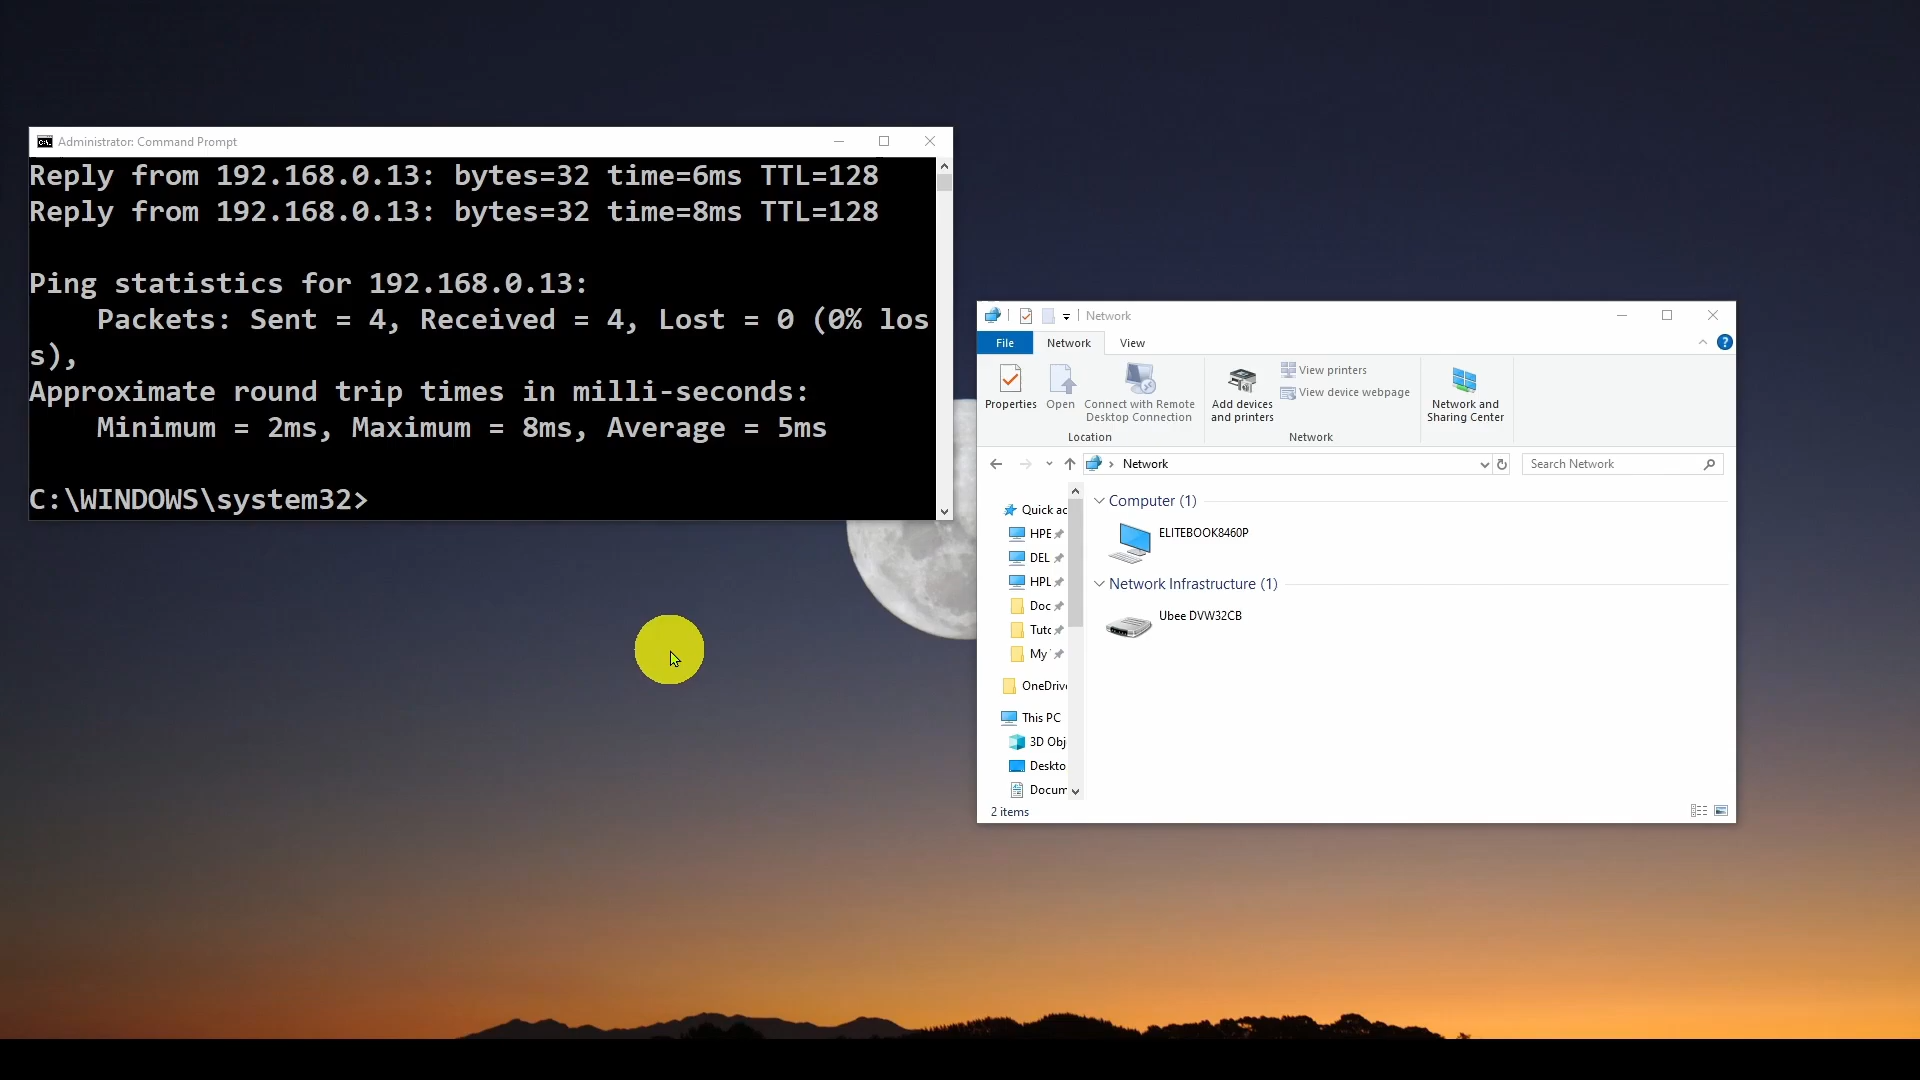 Administrator: Command Prompt
Reply from 192.168.0.13: bytes=32 time=6ms TTL=128
Reply from 192.168.0.13: bytes=32 time=8ms TTL=128
Ping statistics for 192.168.0.13:
Packets: Sent = 4, Received = 4, Lost = 0 (0% los
s),
Approximate round trip times in milli-seconds:
Minimum = 2ms, Maximum = 8ms, Average = 5ms
C:\WINDOWS\system32>
Network
File Network View
Properties Open Connect with Remote
Desktop Connection
Add devices
and printers
View printers
View device webpage
Network and
Sharing Center
Location Network
Network Search Network
Quick ac
HPE
DEL
HPL
Doc
Tuto
My
OneDrive
This PC
3D Obj
Deskto
Docum
Computer (1)
ELITEBOOK8460P
Network Infrastructure (1)
Ubee DVW32CB
2 items